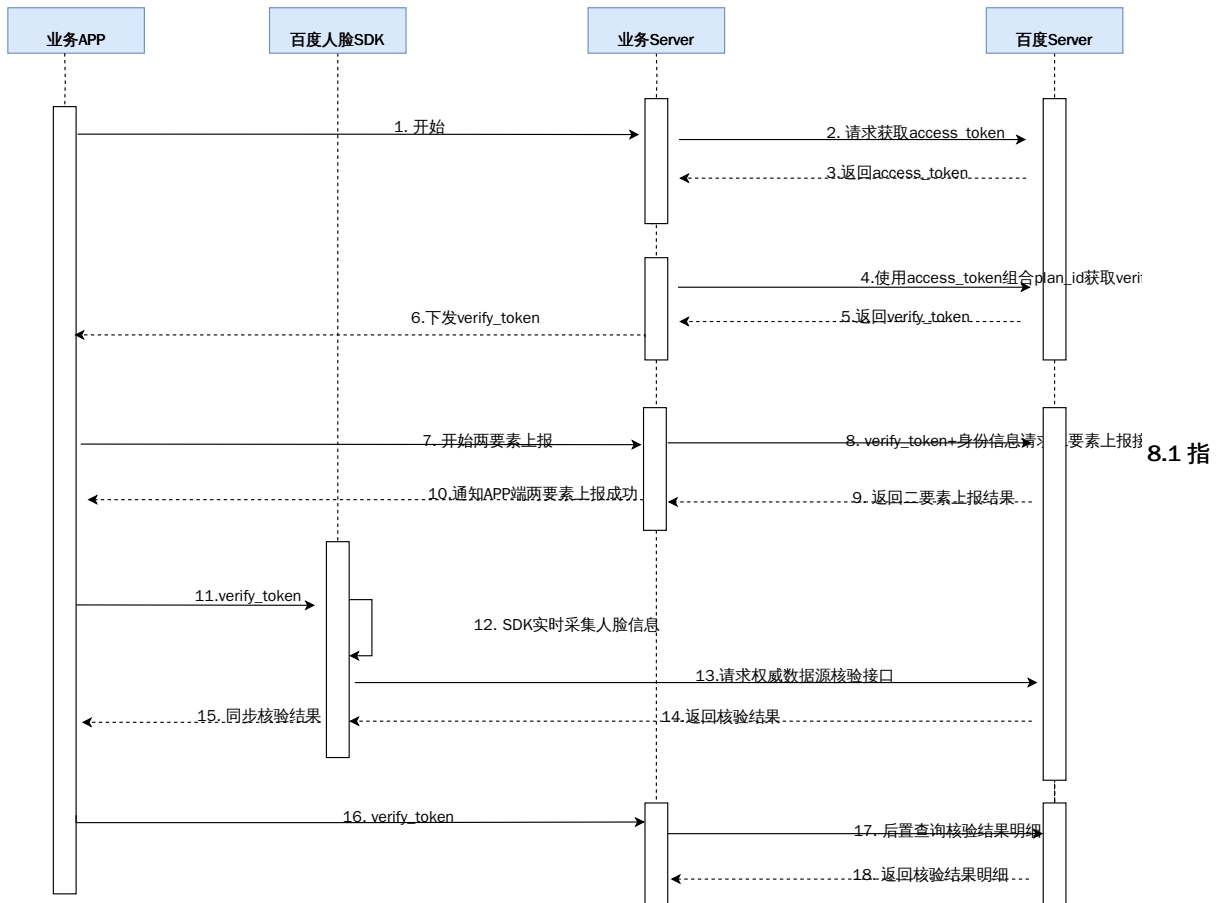 业务APP
百度人脸SDK
业务Server
百度Server
1. 开始
2. 请求获取access_token
3.返回access_token
4.使用access_token组合plan_id获取veri
5.返回verify_token
6.下发verify_token
7. 开始两要素上报
8. verify_token+身份信息请求 要素上报接
8.1 指
9. 返回二要素上报结果
10.通知APP端两要素上报成功
11.verify_token
12. SDK实时采集人脸信息
13.请求权威数据源核验接口
14.返回核验结果
15. 同步核验结果
16. verify_token
17. 后置查询核验结果明细
18. 返回核验结果明细